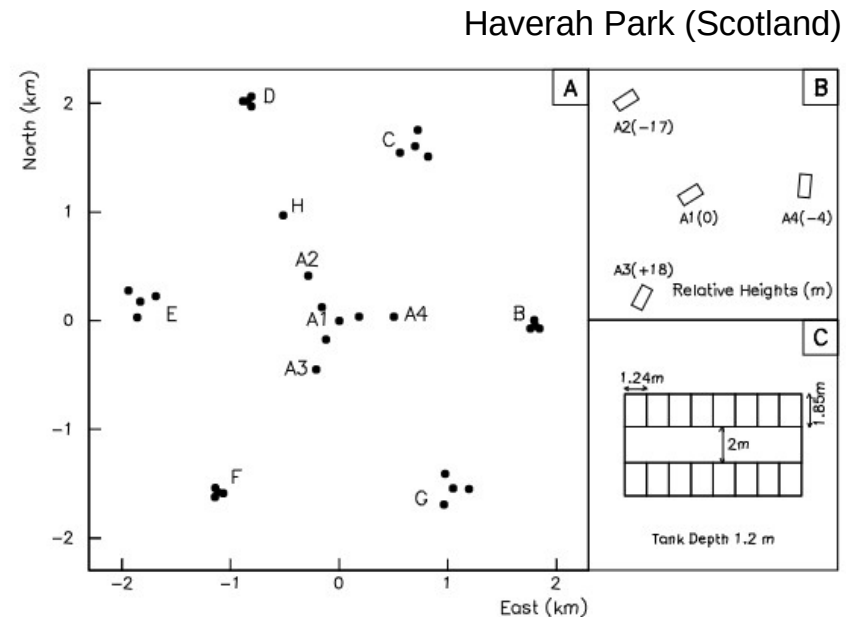 Haverah Park (Scotland)
North (km)
2
1
0
−1
−2
A
D
C
H
A2
E
A1
A4
B
A3
F
G
−2
−1
0
1
2
East (km)
B
A2(−17)
A1(0)
A4(−4)
A3(+18)
Relative Heights (m)
C
1.24m
1.85m
2m
Tank Depth 1.2 m